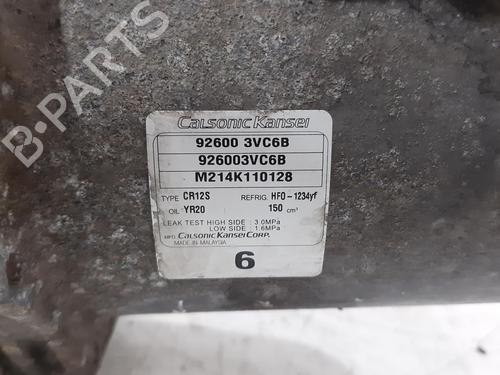 B-PARTS
Calsonic Kansei
92600 3VC6B
926003VC6B
M214K110128
TYPE CR12S REFRIG. HFO-1234yf
OIL YR20 150 cm³
LEAK TEST HIGH SIDE : 3.0MPa
LOW SIDE : 1.6MPa
MFD. CALSONIC KANSEI CORP.
MADE IN MALAYSIA
6